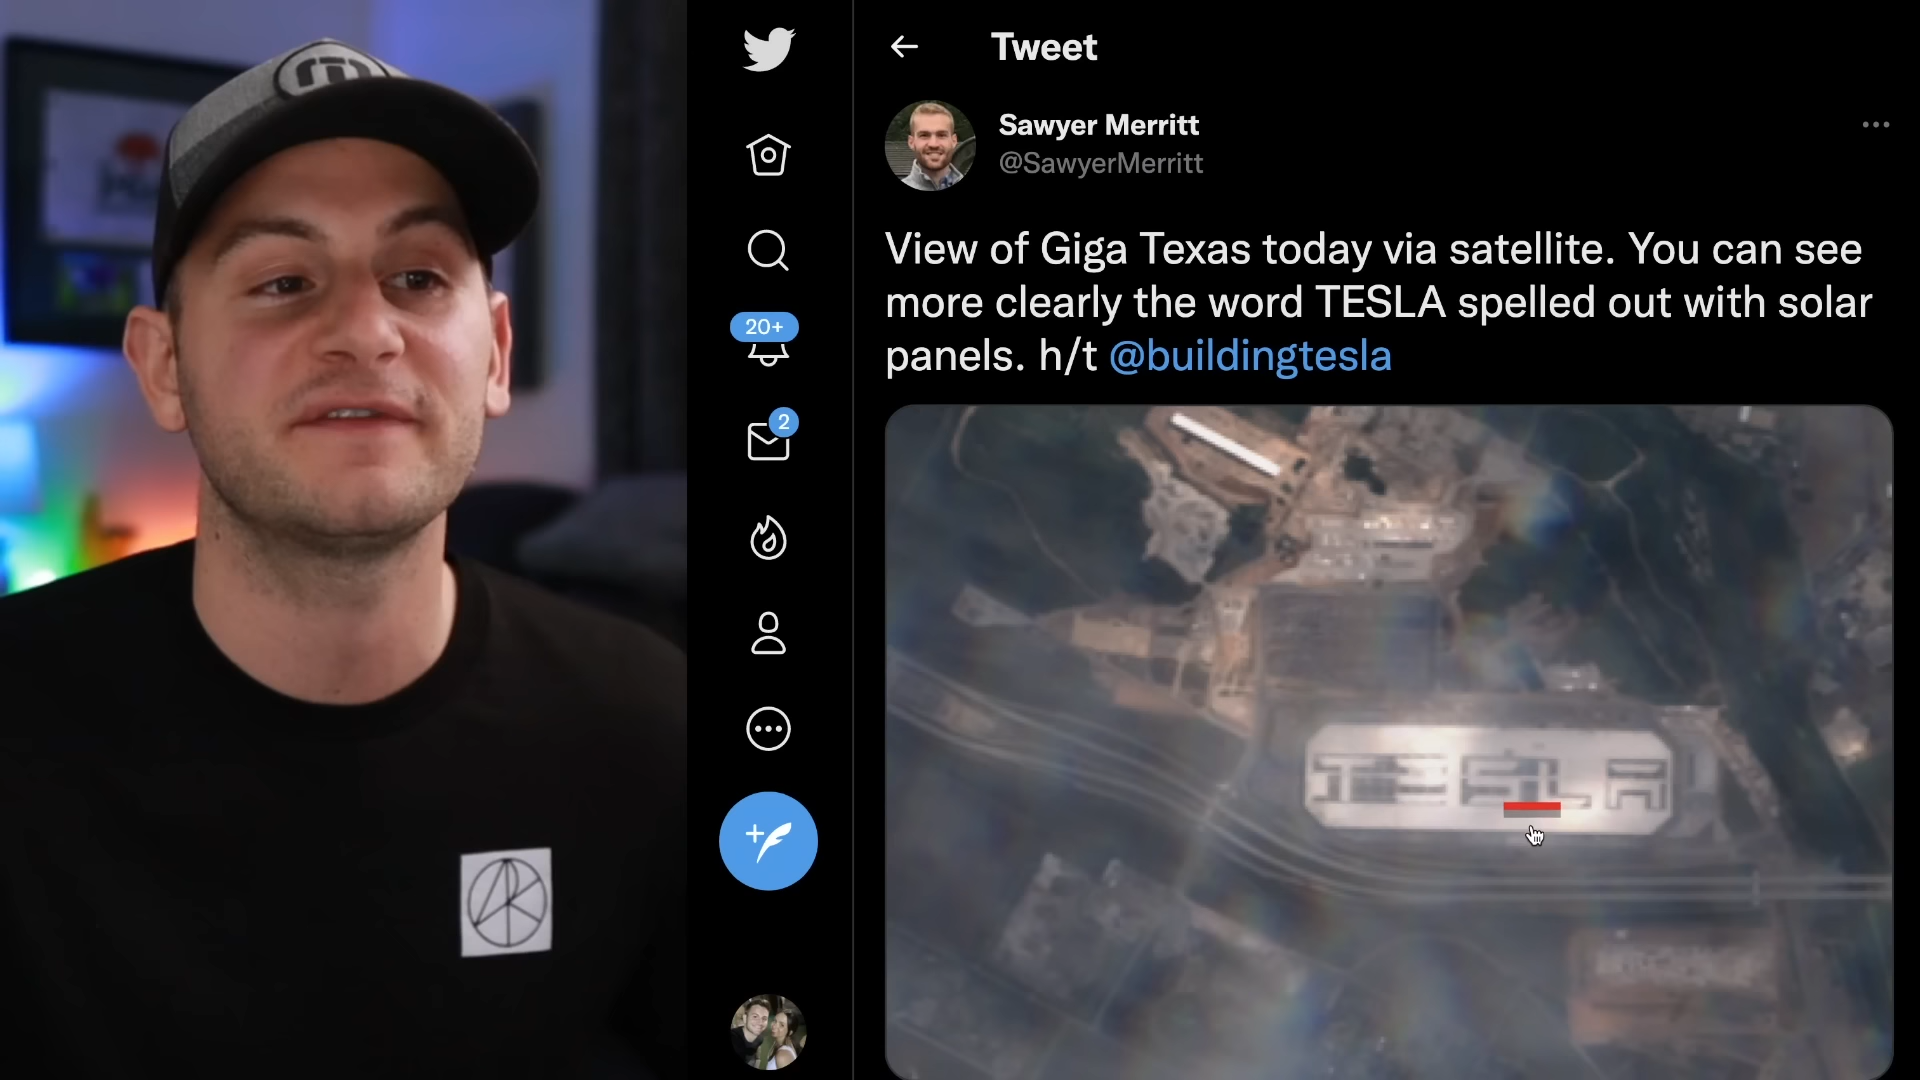 Tweet
Sawyer Merritt
@SawyerMerritt
View of Giga Texas today via satellite. You can see
more clearly the word TESLA spelled out with solar
panels. h/t @buildingtesla
20+
2
TESLA